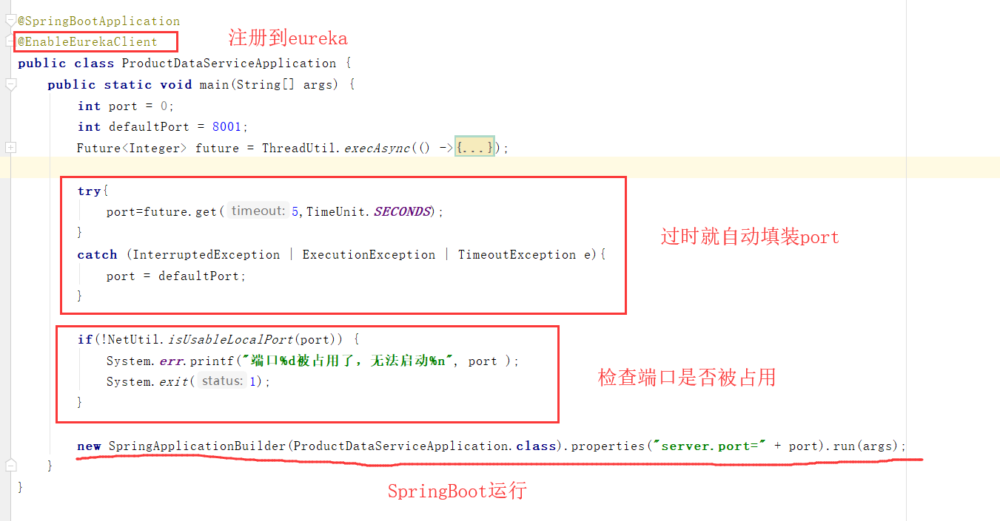 @SpringBootApplication
@EnableEurekaClient
注册到eureka
public class ProductDataServiceApplication {
public static void main(String[] args) {
int port = 0;
int defaultPort = 8001;
Future<Integer> future = ThreadUtil.execAsync(() ->{...});
try{
port=future.get( timeout: 5,TimeUnit.SECONDS);
}
过时就自动填装port
catch (InterruptedException | ExecutionException | TimeoutException e){
port = defaultPort;
}
if(!NetUtil.isUsableLocalPort(port)) {
System.err.printf("端口%d被占用了，无法启动%n", port );
检查端口是否被占用
System.exit( status: 1);
}
new SpringApplicationBuilder(ProductDataServiceApplication.class).properties("server.port=" + port).run(args);
}
}
SpringBoot运行